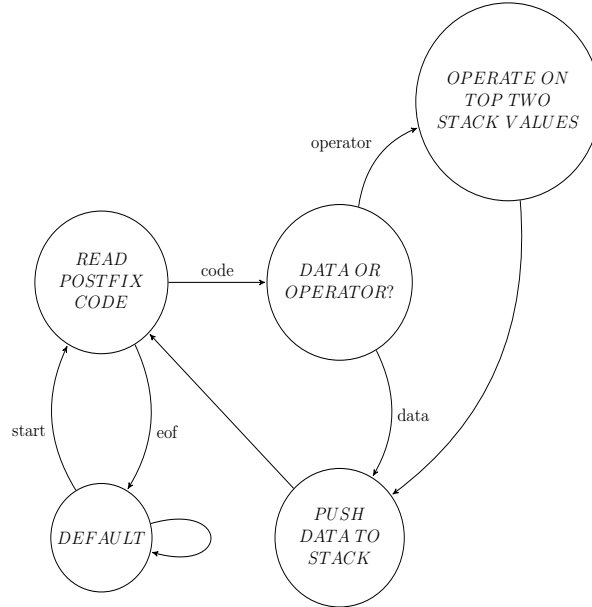 OPERATE ON
TOP TWO
STACK VALUES
operator
READ
POSTFIX
CODE
code
DATA OR
OPERATOR?
start
eof
data
DEFAULT
PUSH
DATA TO
STACK